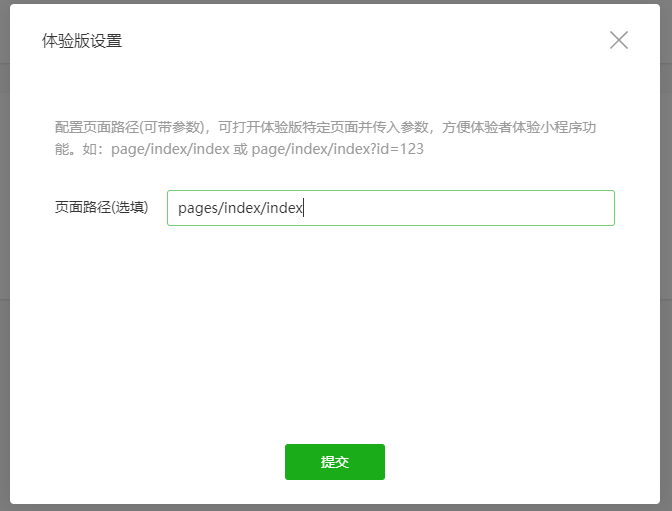 体验版设置
配置页面路径(可带参数)，可打开体验版特定页面并传入参数，方便体验者体验小程序功
能。如：page/index/index 或 page/index/index?id=123
页面路径(选填) pages/index/index
提交